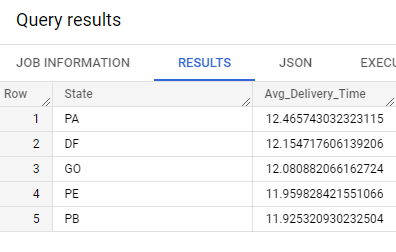 Query results
JOB INFORMATION RESULTS JSON EXECU
Row State Avg_Delivery_Time
1 PA 12.465743032323115
2 DF 12.154717606139206
3 GO 12.080882066162724
4 PE 11.959828421551066
5 PB 11.925320930232504